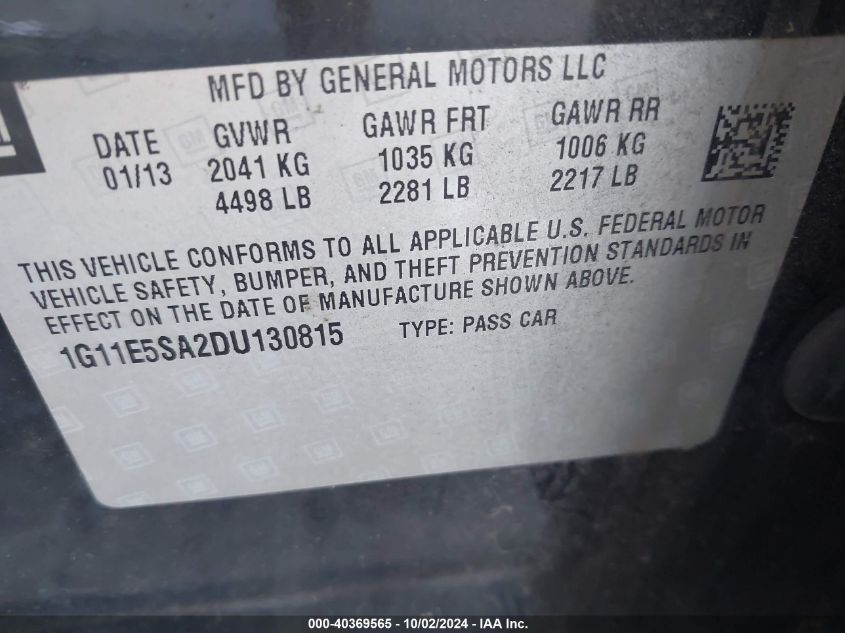 MFD BY GENERAL MOTORS LLC
DATE GVWR GAWR FRT GAWR RR
01/13 2041 KG 1035 KG 1006 KG
4498 LB 2281 LB 2217 LB
THIS VEHICLE CONFORMS TO ALL APPLICABLE U.S. FEDERAL MOTOR
VEHICLE SAFETY, BUMPER, AND THEFT PREVENTION STANDARDS IN
EFFECT ON THE DATE OF MANUFACTURE SHOWN ABOVE.
1G11E5SA2DU130815 TYPE: PASS CAR
000-40369565 - 10/02/2024 - IAA Inc.